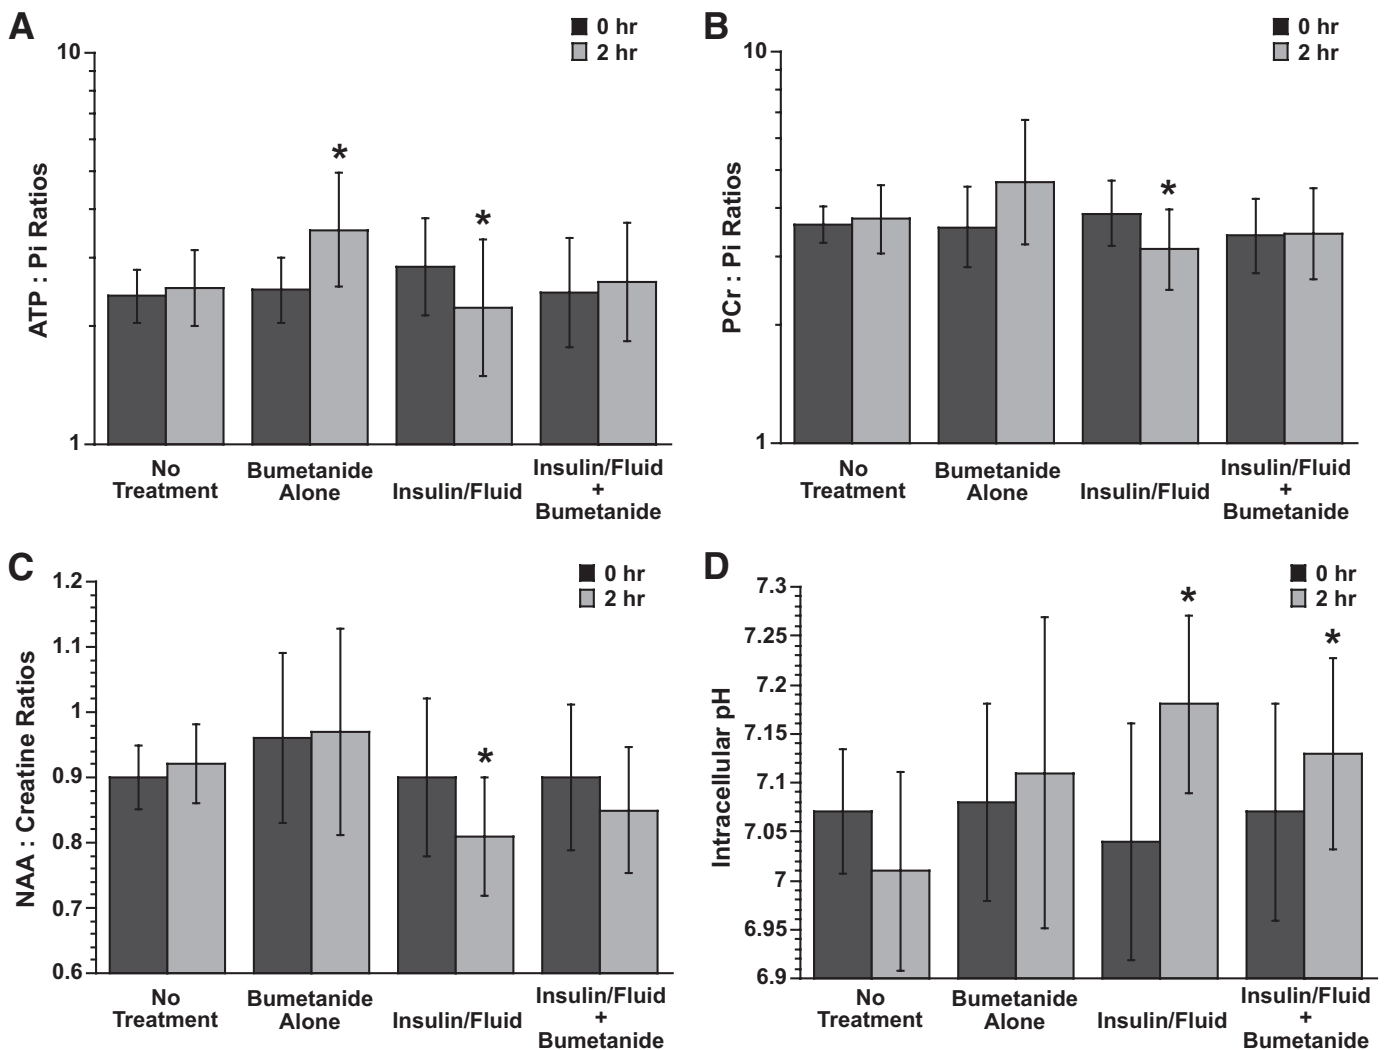 A
0 hr
2 hr
10
1
ATP : Pi Ratios
*
*
No
Treatment
Bumetanide
Alone
Insulin/Fluid
Insulin/Fluid
+
Bumetanide
B
0 hr
2 hr
10
1
PCr : Pi Ratios
*
No
Treatment
Bumetanide
Alone
Insulin/Fluid
Insulin/Fluid
+
Bumetanide
C
0 hr
2 hr
1.2
1.1
1
0.9
0.8
0.7
0.6
NAA : Creatine Ratios
*
No
Treatment
Bumetanide
Alone
Insulin/Fluid
Insulin/Fluid
+
Bumetanide
D
0 hr
2 hr
7.3
7.25
7.2
7.15
7.1
7.05
7
6.95
6.9
Intracellular pH
*
*
No
Treatment
Bumetanide
Alone
Insulin/Fluid
Insulin/Fluid
+
Bumetanide